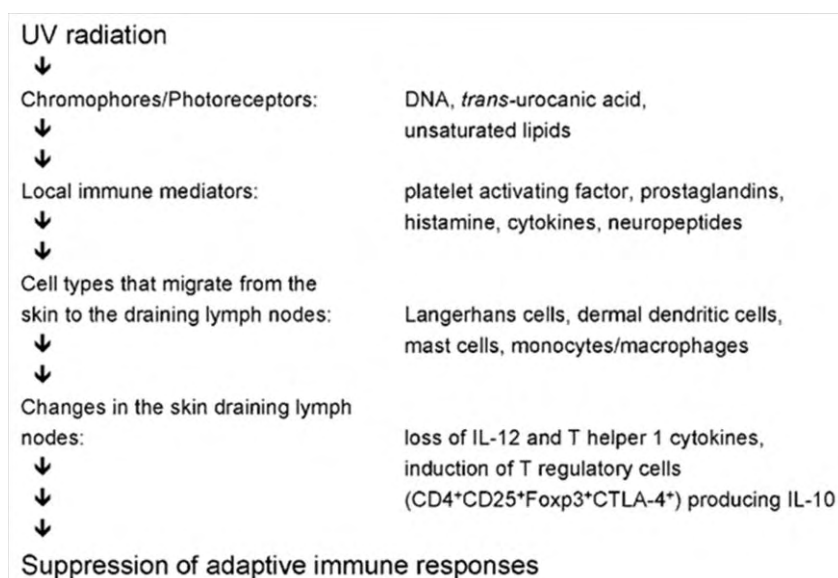 UV radiation
↓
Chromophores/Photoreceptors: DNA, trans-urocanic acid,
↓ unsaturated lipids
↓
Local immune mediators: platelet activating factor, prostaglandins,
↓ histamine, cytokines, neuropeptides
↓
Cell types that migrate from the
skin to the draining lymph nodes: Langerhans cells, dermal dendritic cells,
↓ mast cells, monocytes/macrophages
↓
Changes in the skin draining lymph
nodes: loss of IL-12 and T helper 1 cytokines,
↓ induction of T regulatory cells
↓ (CD4⁺CD25⁺Foxp3⁺CTLA-4⁺) producing IL-10
↓
Suppression of adaptive immune responses